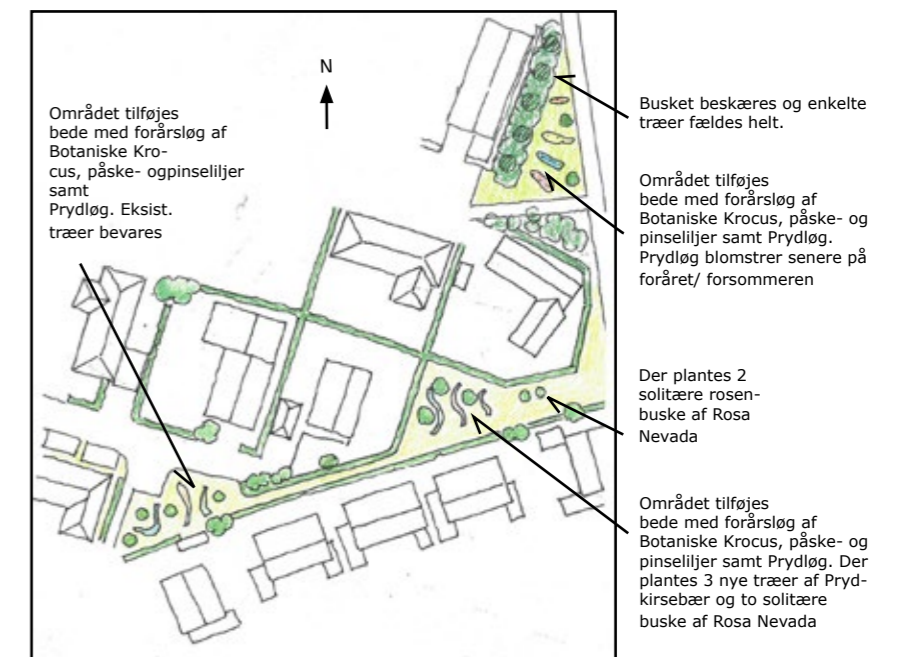 N
Området tilføjes
bede med forårsløg af
Botaniske Kro-
cus, påske- ogpinseliljer
samt
Prydløg. Eksist.
træer bevares
Busket beskæres og enkelte
træer fældes helt.
Området tilføjes
bede med forårsløg af
Botaniske Krocus, påske- og
pinseliljer samt Prydløg.
Prydløg blomstrer senere på
foråret/ forsommeren
Der plantes 2
solitære rosen-
buske af Rosa
Nevada
Området tilføjes
bede med forårsløg af
Botaniske Krocus, påske- og
pinseliljer samt Prydløg. Der
plantes 3 nye træer af Pryd-
kirsebær og to solitære
buske af Rosa Nevada